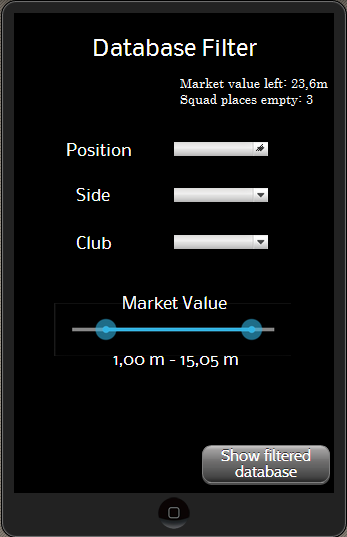 Database Filter
Market value left: 23,6m
Squad places empty: 3
Position
Side
Club
Market Value
1,00 m - 15,05 m
Show filtered
database